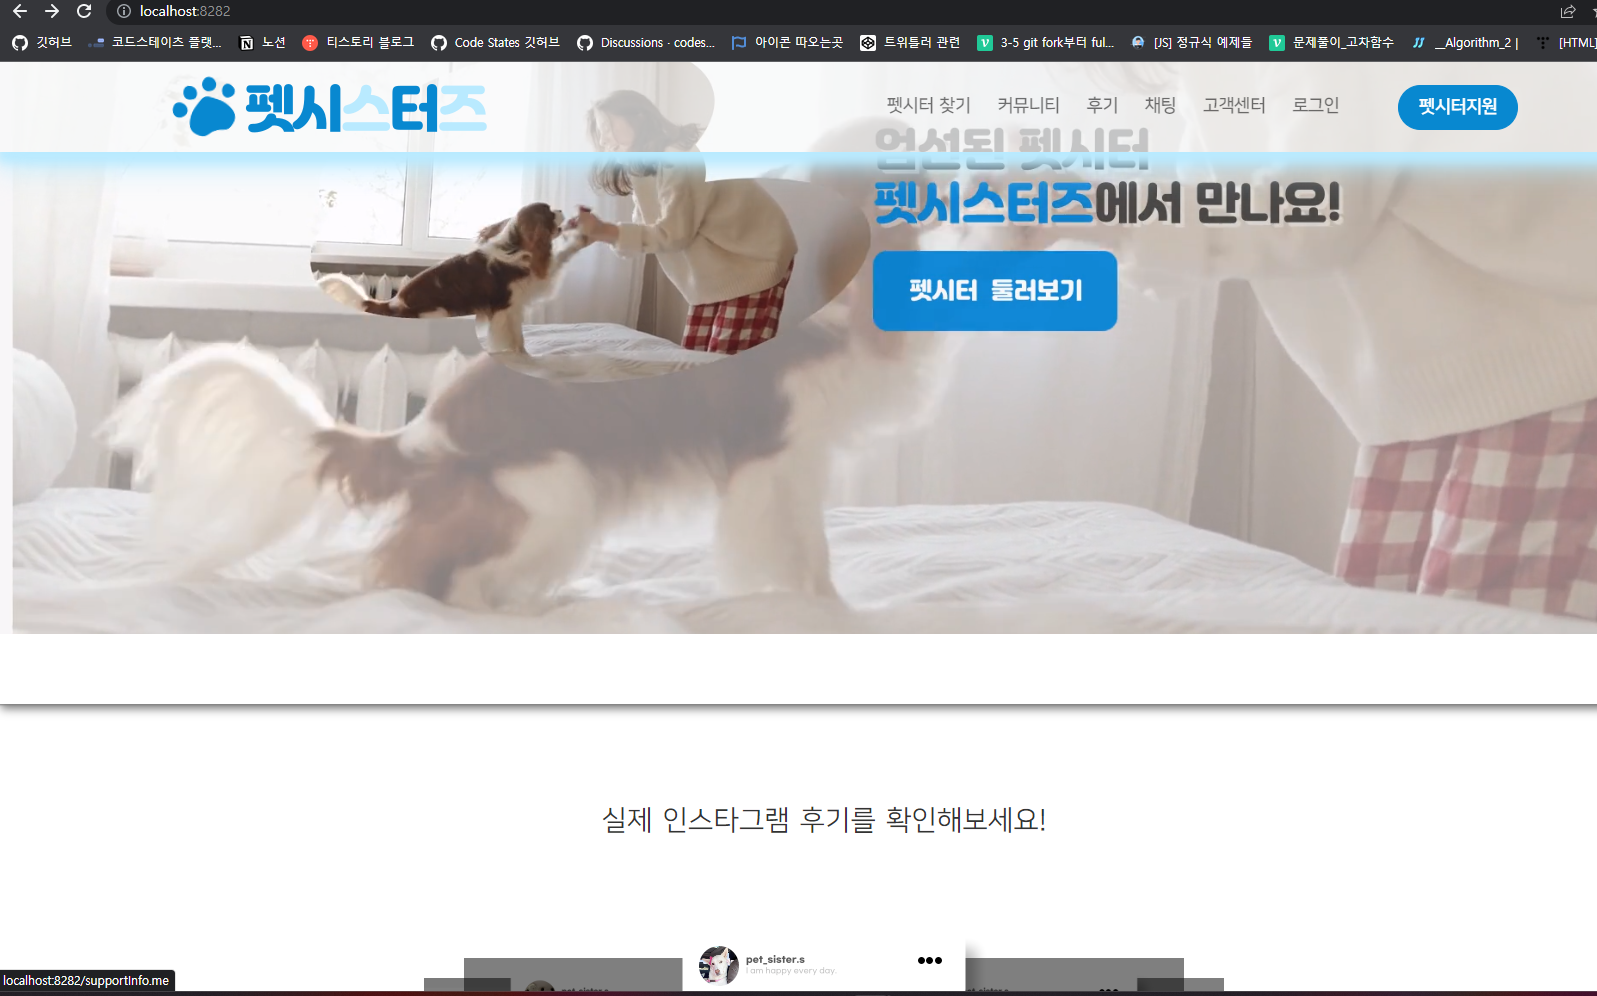 localhost:8282
깃허브 코드스테이츠 플랫... 노션 티스토리 블로그 Code States 깃허브 Discussions · codes... 아이콘 따오는곳 트위틀러 관련 3-5 git fork부터 ful... [JS] 정규식 예제들 문제풀이_고차함수 __Algorithm_2 | [HTML]
펫시스터즈
펫시터 찾기 커뮤니티 후기 채팅 고객센터 로그인 펫시터지원
엄선된 펫시터
펫시스터즈에서 만나요!
펫시터 둘러보기
실제 인스타그램 후기를 확인해보세요!
pet_sister.s
I am happy every day.
localhost:8282/supportInfo.me